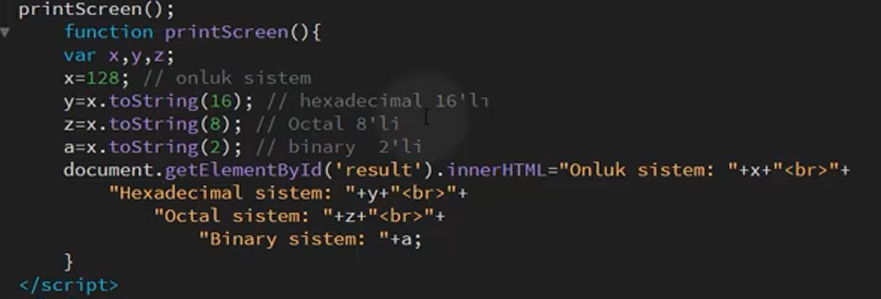 printScreen();
function printScreen(){
var x,y,z;
x=128; // onluk sistem
y=x.toString(16); // hexadecimal 16'lı
z=x.toString(8); // Octal 8'li
a=x.toString(2); // binary  2'li
document.getElementById('result').innerHTML="Onluk sistem: "+x+"<br>"+
"Hexadecimal sistem: "+y+"<br>"+
"Octal sistem: "+z+"<br>"+
"Binary sistem: "+a;
}
</script>